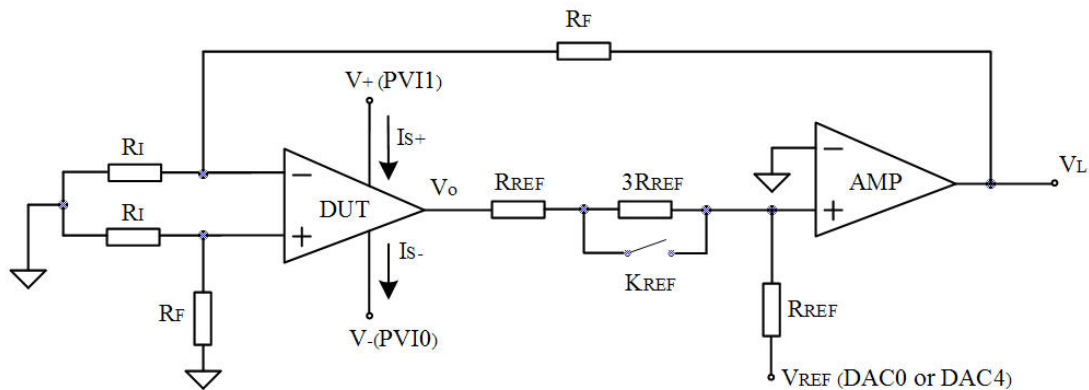 RF
V+ (PVI1)
IS+
RI
−
DUT
Vo
RREF
3RREF
−
AMP
VL
RI
+
+
IS-
KREF
RF
RREF
V-(PVI0)
VREF (DAC0 or DAC4)